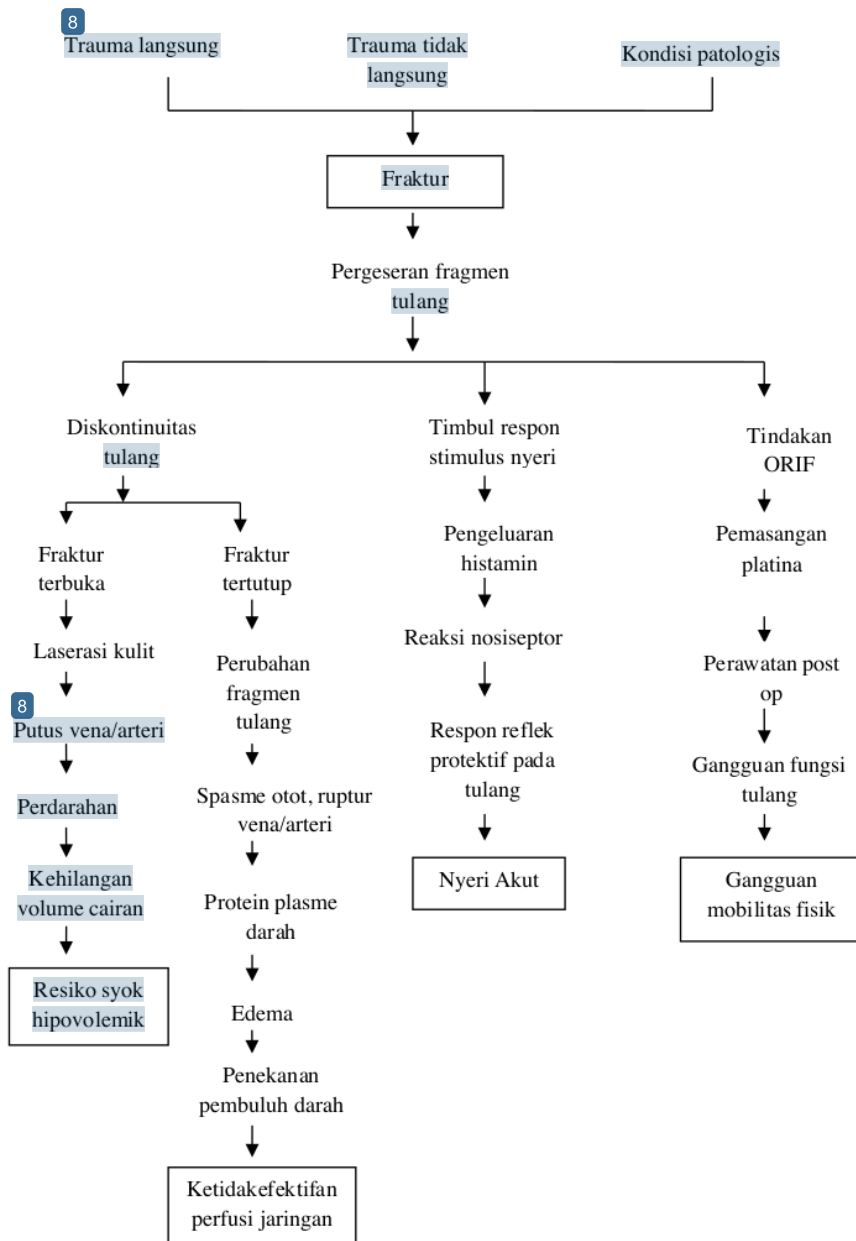 8
Trauma langsung
Trauma tidak
langsung
Kondisi patologis
Fraktur
Pergeseran fragmen
tulang
Diskontinuitas
tulang
Timbul respon
stimulus nyeri
Tindakan
ORIF
Fraktur
terbuka
Fraktur
tertutup
Pengeluaran
histamin
Pemasangan
platina
Laserasi kulit
Perubahan
fragmen
tulang
Reaksi nosiseptor
Perawatan post
op
8
Putus vena/arteri
Respon reflek
protektif pada
tulang
Gangguan fungsi
tulang
Perdarahan
Spasme otot, ruptur
vena/arteri
Kehilangan
volume cairan
Protein plasme
darah
Nyeri Akut
Gangguan
mobilitas fisik
Resiko syok
hipovolemik
Edema
Penekanan
pembuluh darah
Ketidakefektifan
perfusi jaringan